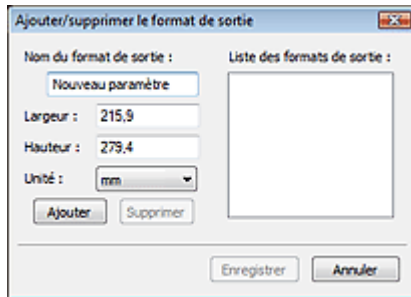 Ajouter/supprimer le format de sortie
Nom du format de sortie :
Nouveau paramètre
Largeur :
215,9
Hauteur :
279,4
Unité :
mm
Ajouter
Supprimer
Liste des formats de sortie :
Enregistrer
Annuler